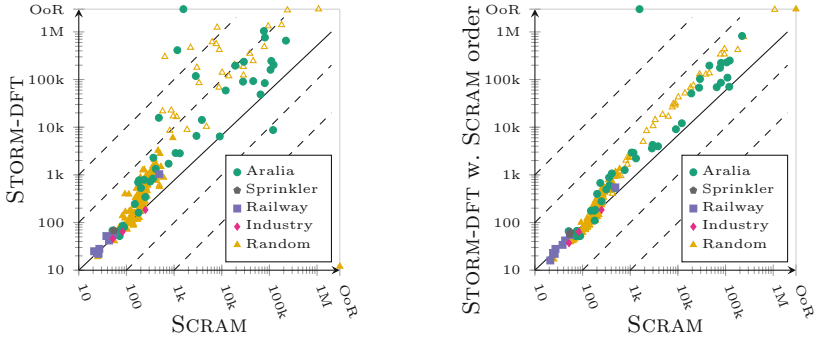 OoR
1M
100k
10k
1k
100
10
STORM-DFT
Aralia
Sprinkler
Railway
Industry
Random
10
100
1k
10k
100k
1M
OoR
SCRAM
OoR
1M
100k
10k
1k
100
10
STORM-DFT w. SCRAM order
Aralia
Sprinkler
Railway
Industry
Random
10
100
1k
10k
100k
1M
OoR
SCRAM